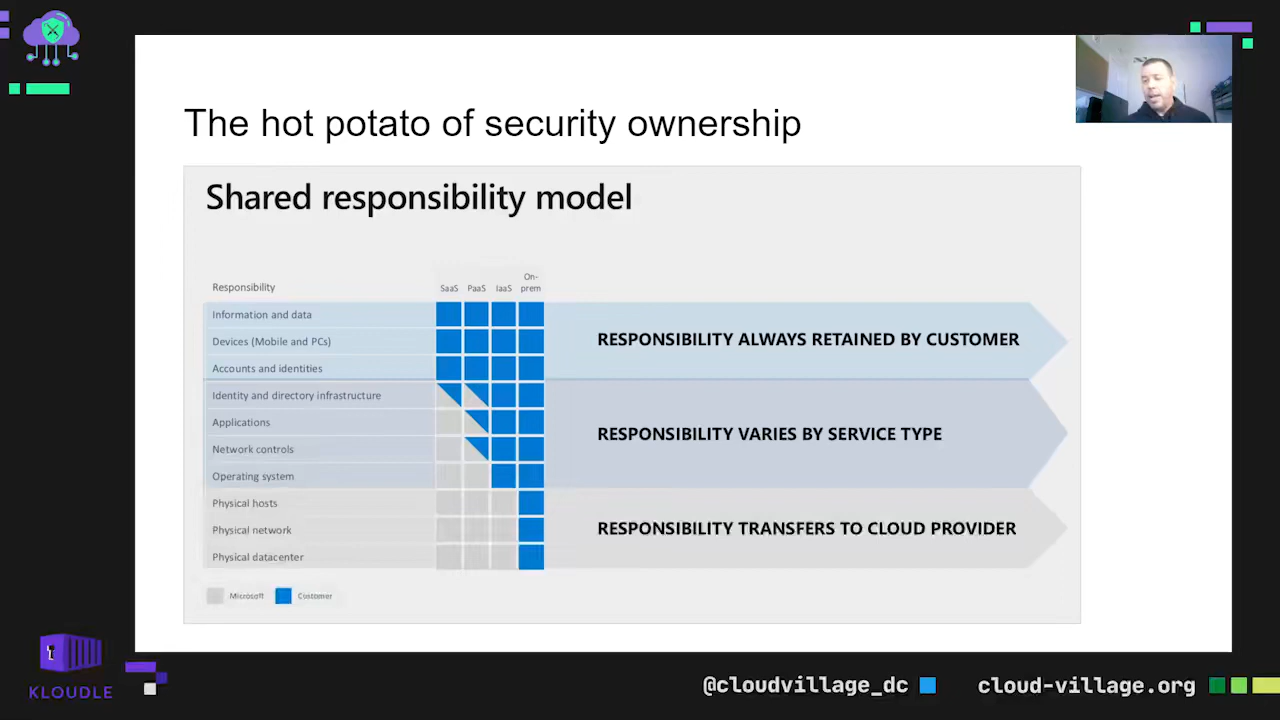 The hot potato of security ownership
Shared responsibility model
Responsibility
SaaS
PaaS
IaaS
On-
prem
Information and data
Devices (Mobile and PCs)
Accounts and identities
RESPONSIBILITY ALWAYS RETAINED BY CUSTOMER
Identity and directory infrastructure
Applications
Network controls
Operating system
RESPONSIBILITY VARIES BY SERVICE TYPE
Physical hosts
Physical network
Physical datacenter
RESPONSIBILITY TRANSFERS TO CLOUD PROVIDER
Microsoft
Customer
KLOUDLE
@cloudvillage_dc
cloud-village.org